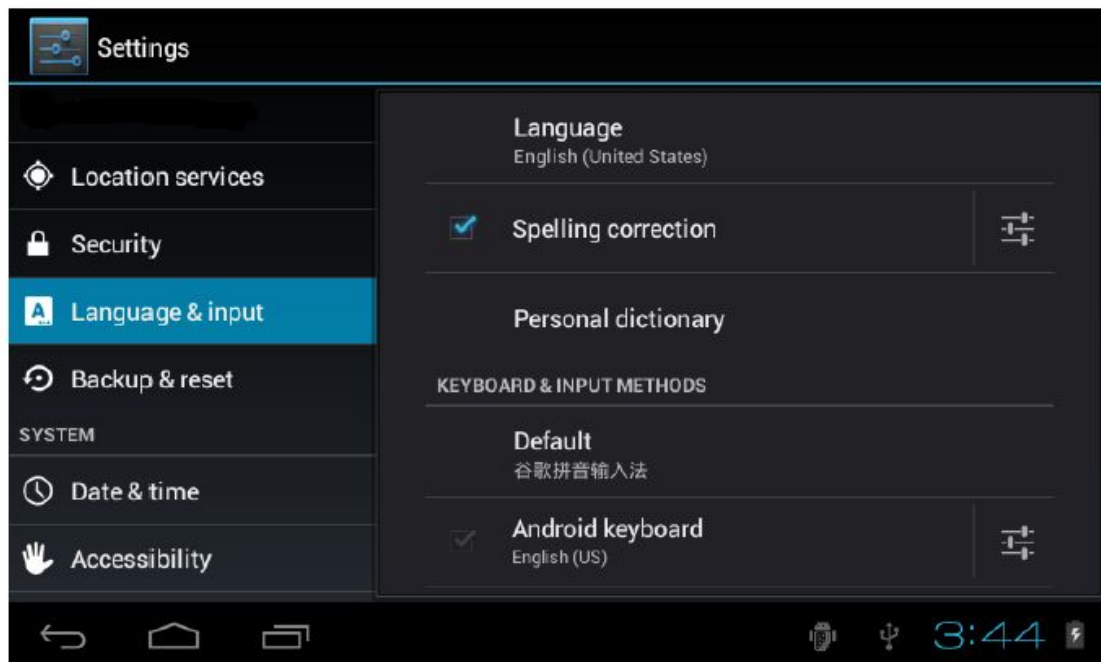 Settings
Location services
Security
Language & input
Backup & reset
SYSTEM
Date & time
Accessibility
Language
English (United States)
Spelling correction
Personal dictionary
KEYBOARD & INPUT METHODS
Default
谷歌拼音输入法
Android keyboard
English (US)
3:44